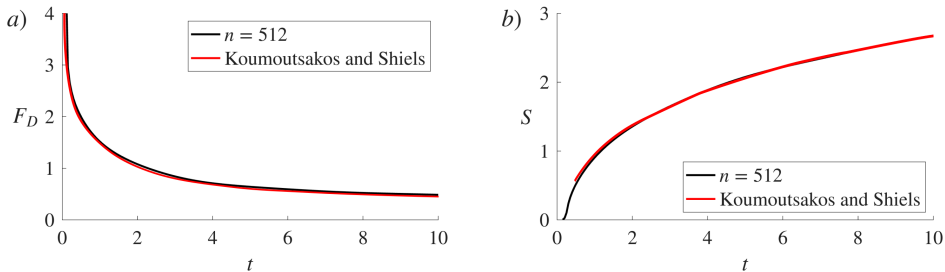 a)
4
3
2
1
0
F_D
n = 512
Koumoutsakos and Shiels
0 2 4 6 8 10
t
b)
3
2
1
0
S
n = 512
Koumoutsakos and Shiels
0 2 4 6 8 10
t